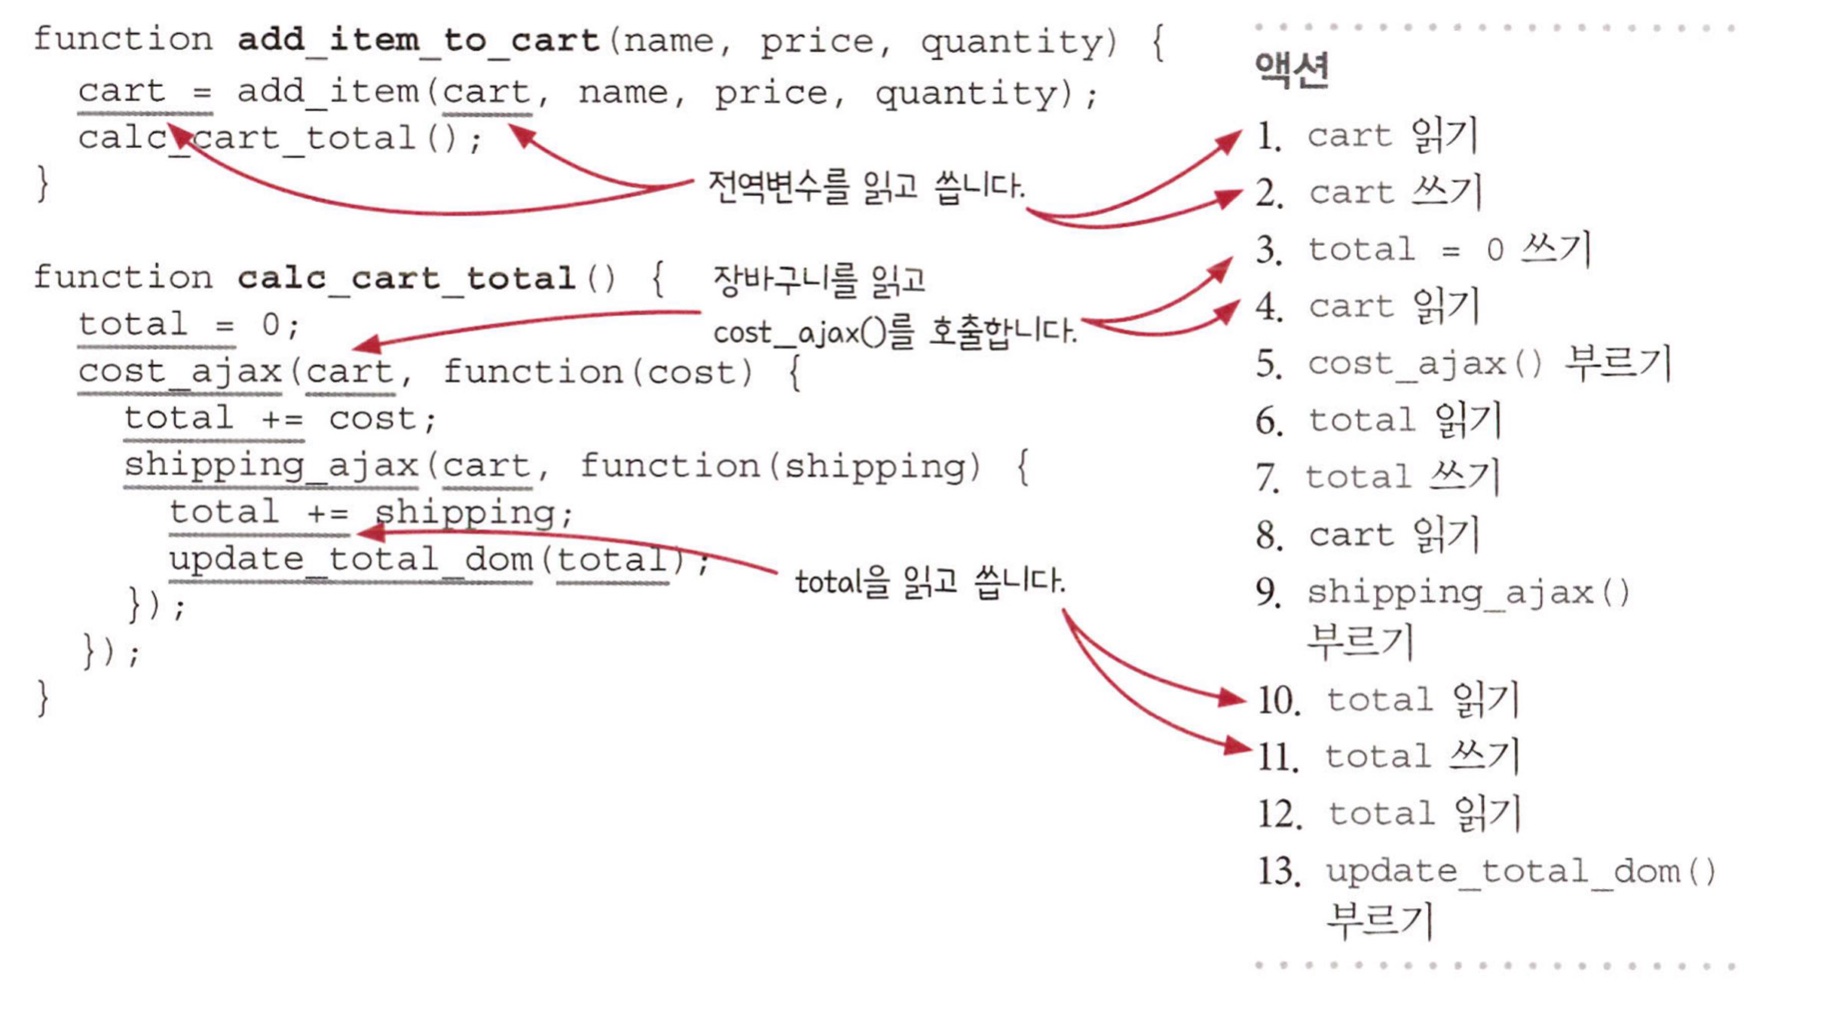 function add_item_to_cart(name, price, quantity) {
cart = add_item(cart, name, price, quantity);
calc_cart_total();
}
전역변수를 읽고 씁니다.
function calc_cart_total() {
장바구니를 읽고
cost_ajax()를 호출합니다.
total = 0;
cost_ajax(cart, function(cost) {
total += cost;
shipping_ajax(cart, function(shipping) {
total += shipping;
update_total_dom(total);
});
});
}
total을 읽고 씁니다.
액션
1. cart 읽기
2. cart 쓰기
3. total = 0 쓰기
4. cart 읽기
5. cost_ajax() 부르기
6. total 읽기
7. total 쓰기
8. cart 읽기
9. shipping_ajax()
부르기
10. total 읽기
11. total 쓰기
12. total 읽기
13. update_total_dom()
부르기